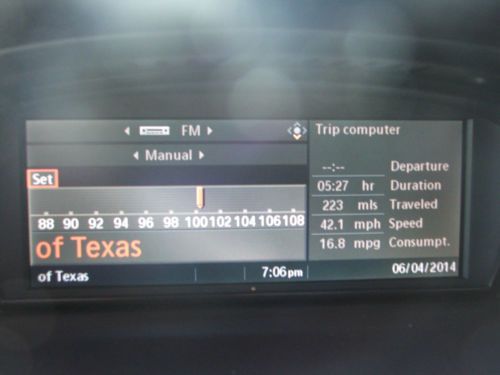 FM
Manual
Set
88 90 92 94 96 98 100 102 104 106 108
of Texas
of Texas
7:06 pm
Trip computer
--:-- Departure
05:27 hr Duration
223 mls Traveled
42.1 mph Speed
16.8 mpg Consumpt.
06/04/2014